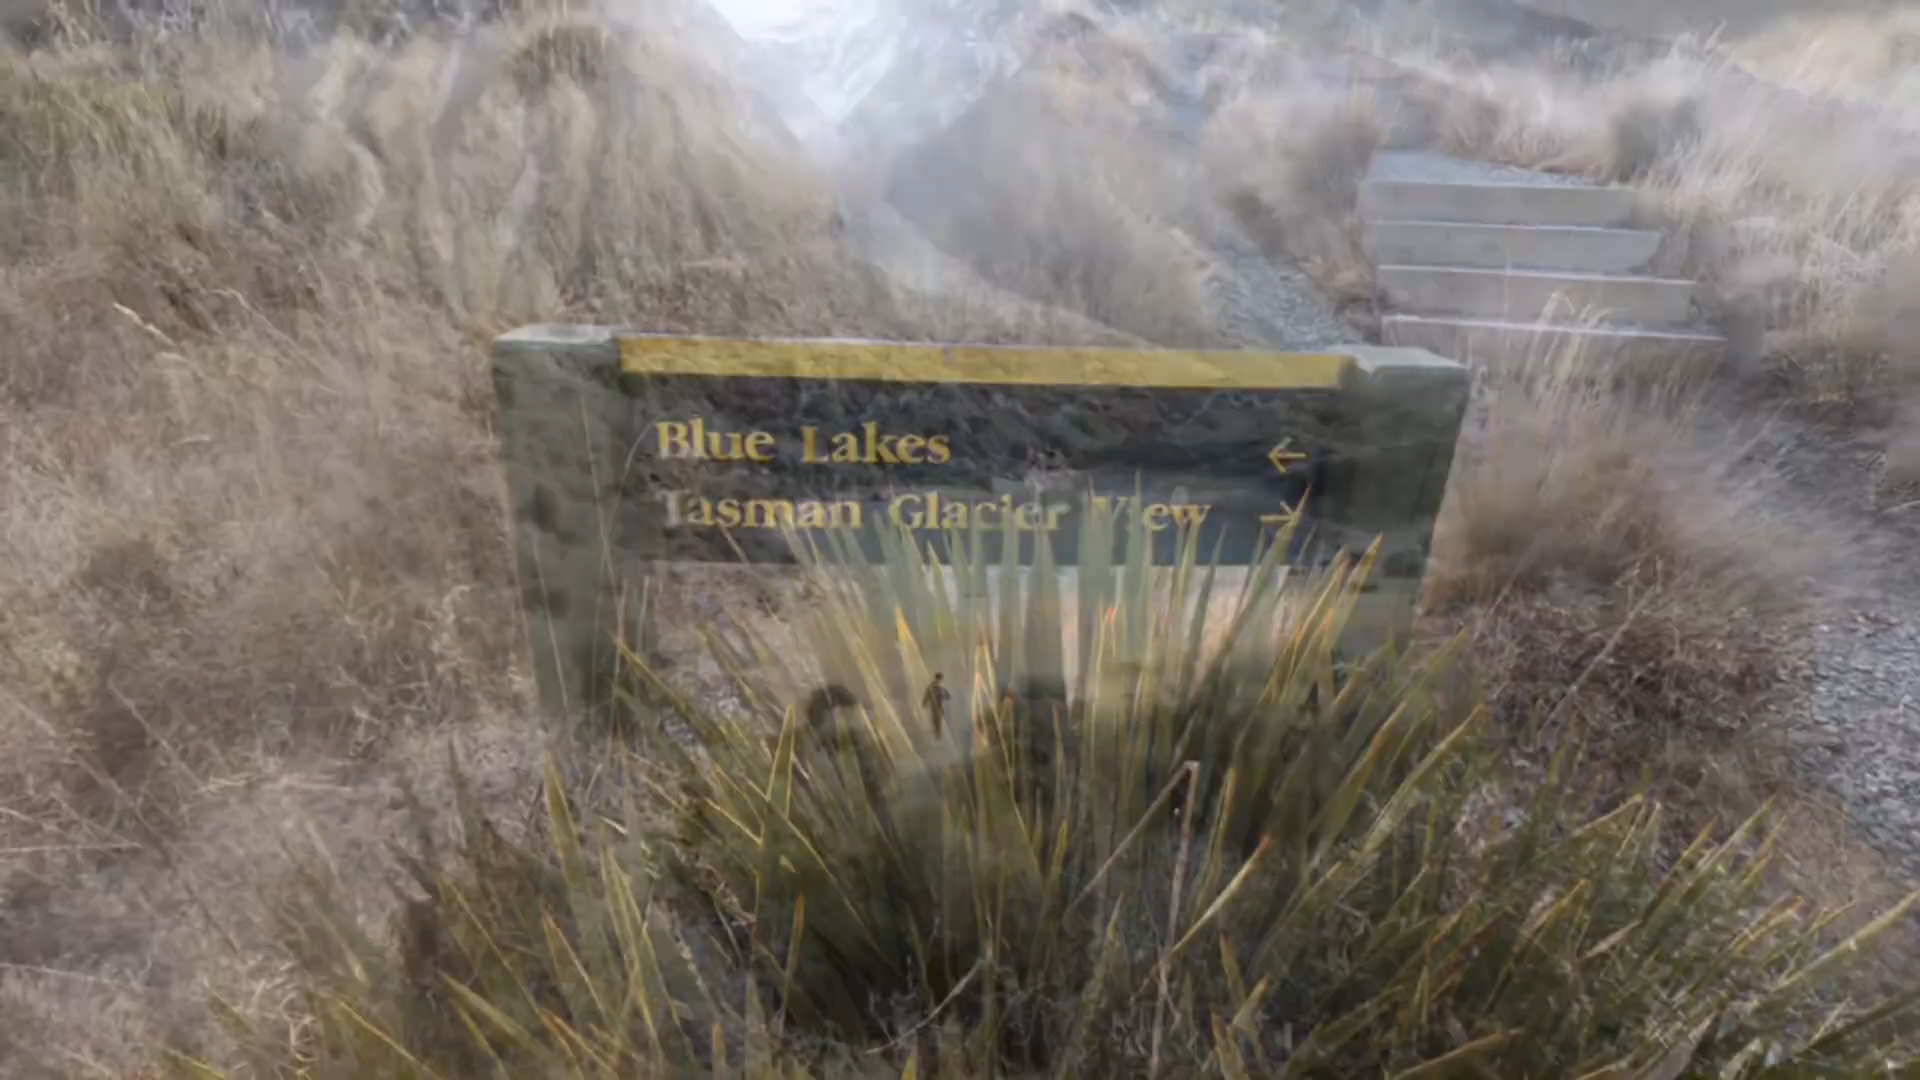 Blue Lakes ←
Tasman Glacier View →